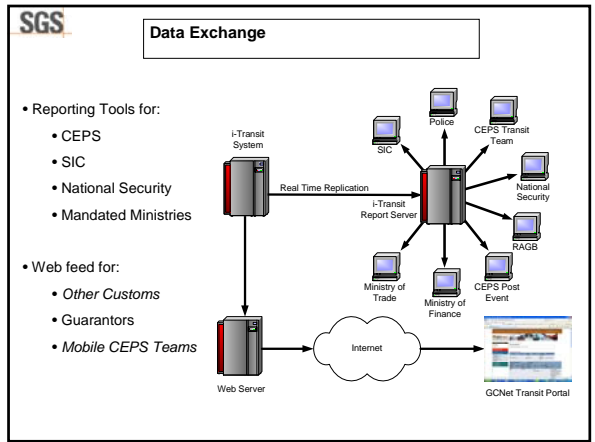 SGS
Data Exchange
• Reporting Tools for:
• CEPS
• SIC
• National Security
• Mandated Ministries
• Web feed for:
• Other Customs
• Guarantors
• Mobile CEPS Teams
i-Transit
System
Real Time Replication
i-Transit
Report Server
SIC
Police
CEPS Transit
Team
National
Security
RAGB
CEPS Post
Event
Ministry of
Finance
Ministry of
Trade
Web Server
Internet
GCNet Transit Portal